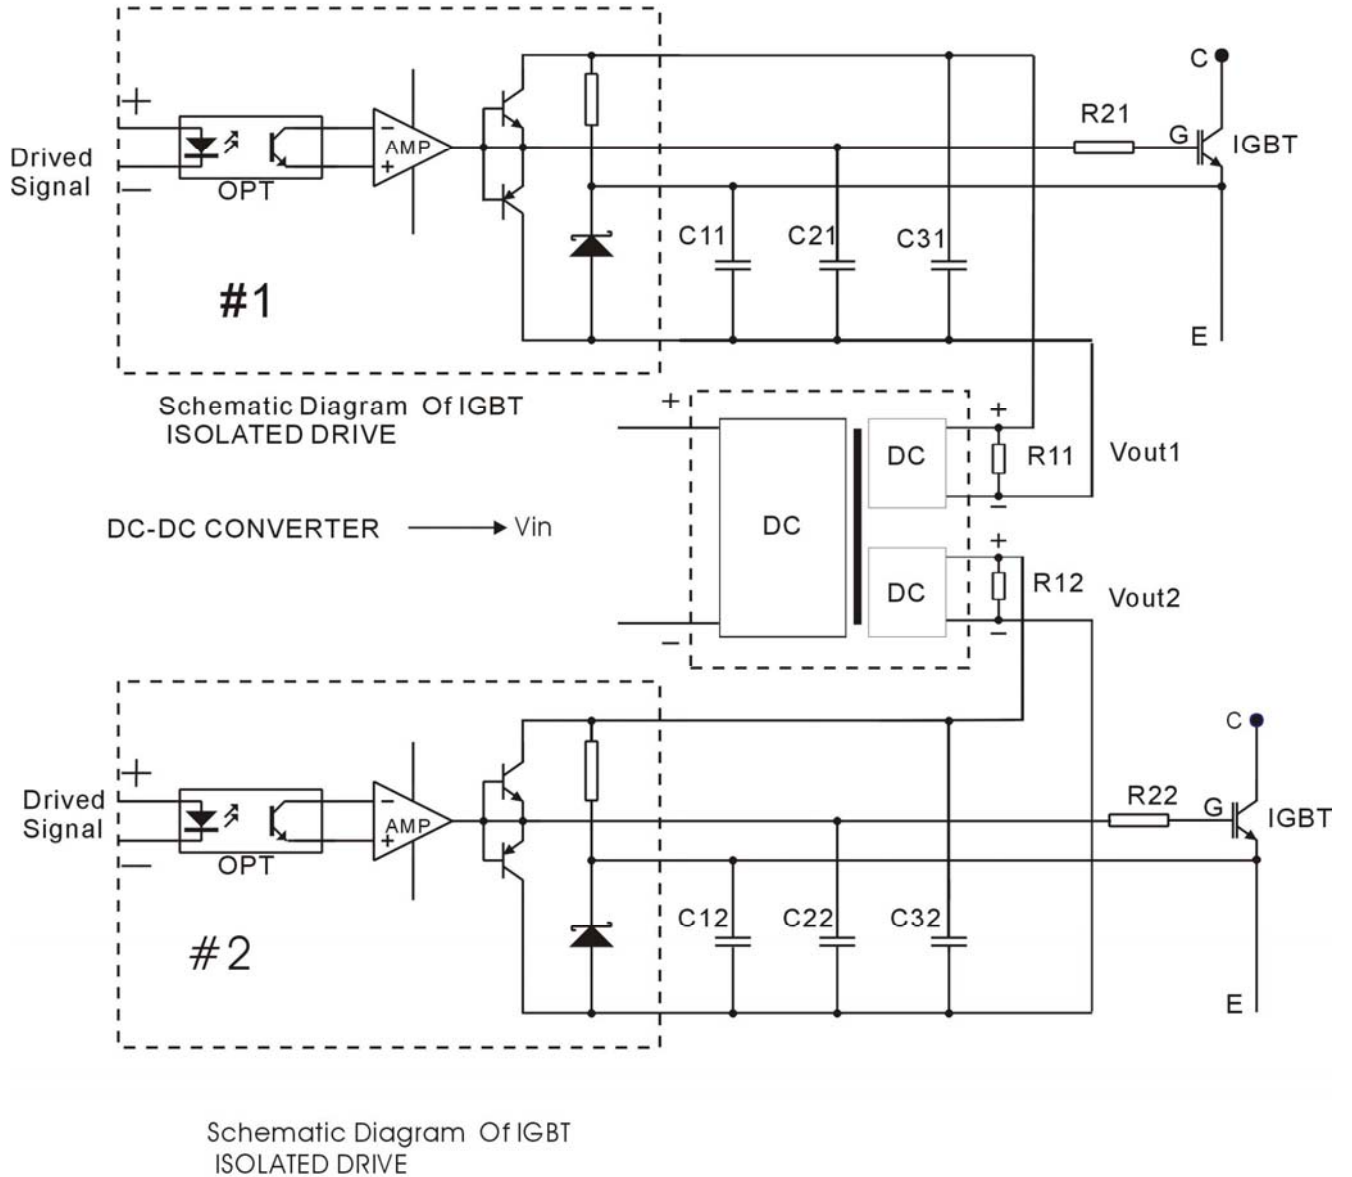 +
Drived
Signal
−
OPT
−
AMP
+
#1
C11
C21
C31
R21
C
G
IGBT
E
Schematic Diagram Of IGBT
ISOLATED DRIVE
DC-DC CONVERTER
Vin
+
−
DC
DC
DC
+
R11
−
Vout1
+
R12
−
Vout2
+
Drived
Signal
−
OPT
−
AMP
+
#2
C12
C22
C32
R22
C
G
IGBT
E
Schematic Diagram Of IGBT
ISOLATED DRIVE